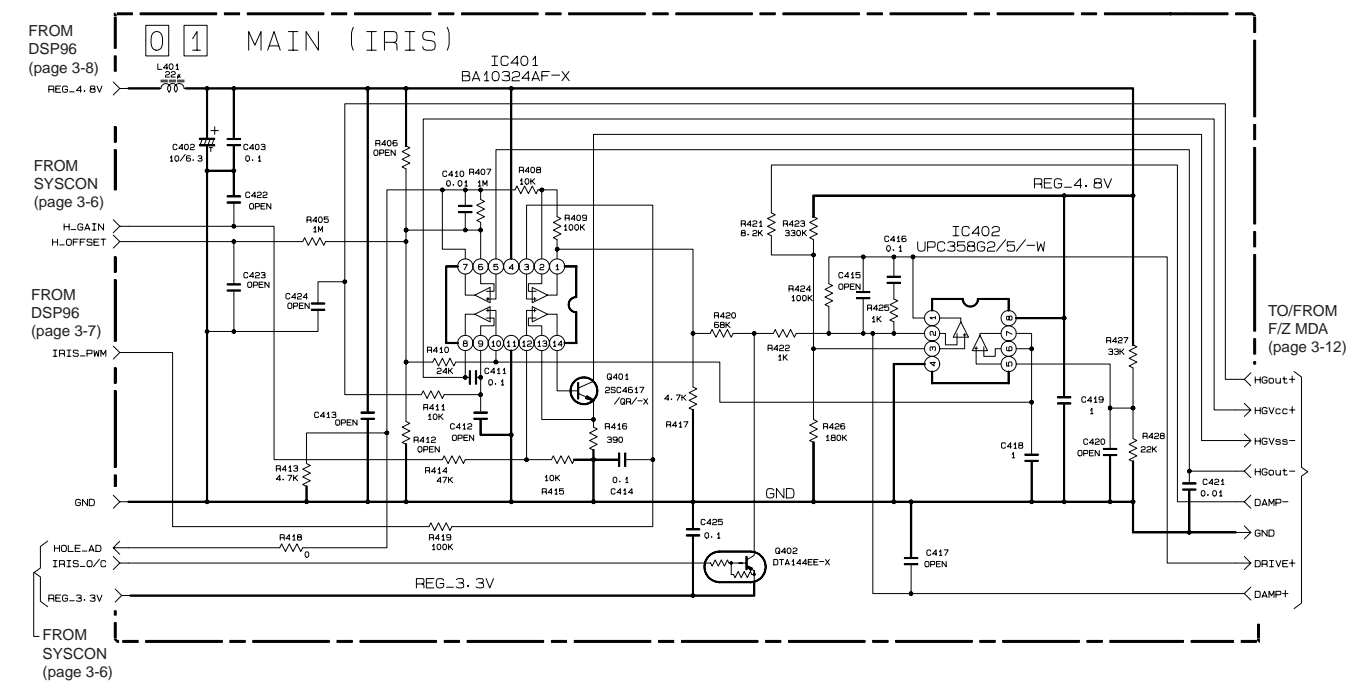 FROM
DSP96
(page 3-8)
REG_4.8V
0 1 MAIN (IRIS)
L401
22µ
IC401
BA10324AF-X
C402
10/6.3
+
C403
0.1
R406
OPEN
FROM
SYSCON
(page 3-6)
C422
OPEN
H_GAIN
H_OFFSET
R405
1M
C410
0.01
R407
1M
R408
10K
R409
100K
REG_4.8V
R421
8.2K
R423
330K
IC402
UPC358G2/5/-W
C416
0.1
C423
OPEN
C424
OPEN
7 6 5 4 3 2 1
C415
OPEN
R424
100K
R425
1K
FROM
DSP96
(page 3-7)
IRIS_PWM
8 9 10 11 12 13 14
R420
68K
R422
1K
1 2 3 4
8 7 6 5
R427
33K
TO/FROM
F/Z MDA
(page 3-12)
R410
24K
C411
0.1
Q401
2SC4617
/QR/-X
R411
10K
4.7K
R417
C413
OPEN
C412
OPEN
R412
OPEN
R416
390
R426
180K
C418
1
C419
1
C420
OPEN
R428
22K
HGout+
HGVcc+
HGVss-
HGout-
R413
4.7K
R414
47K
10K
R415
0.1
C414
C421
0.01
GND
GND
DAMP-
GND
R419
100K
C425
0.1
HOLE_AD
IRIS_O/C
R418
0
Q402
DTA144EE-X
C417
OPEN
DRIVE+
REG_3.3V
REG_3.3V
DAMP+
FROM
SYSCON
(page 3-6)